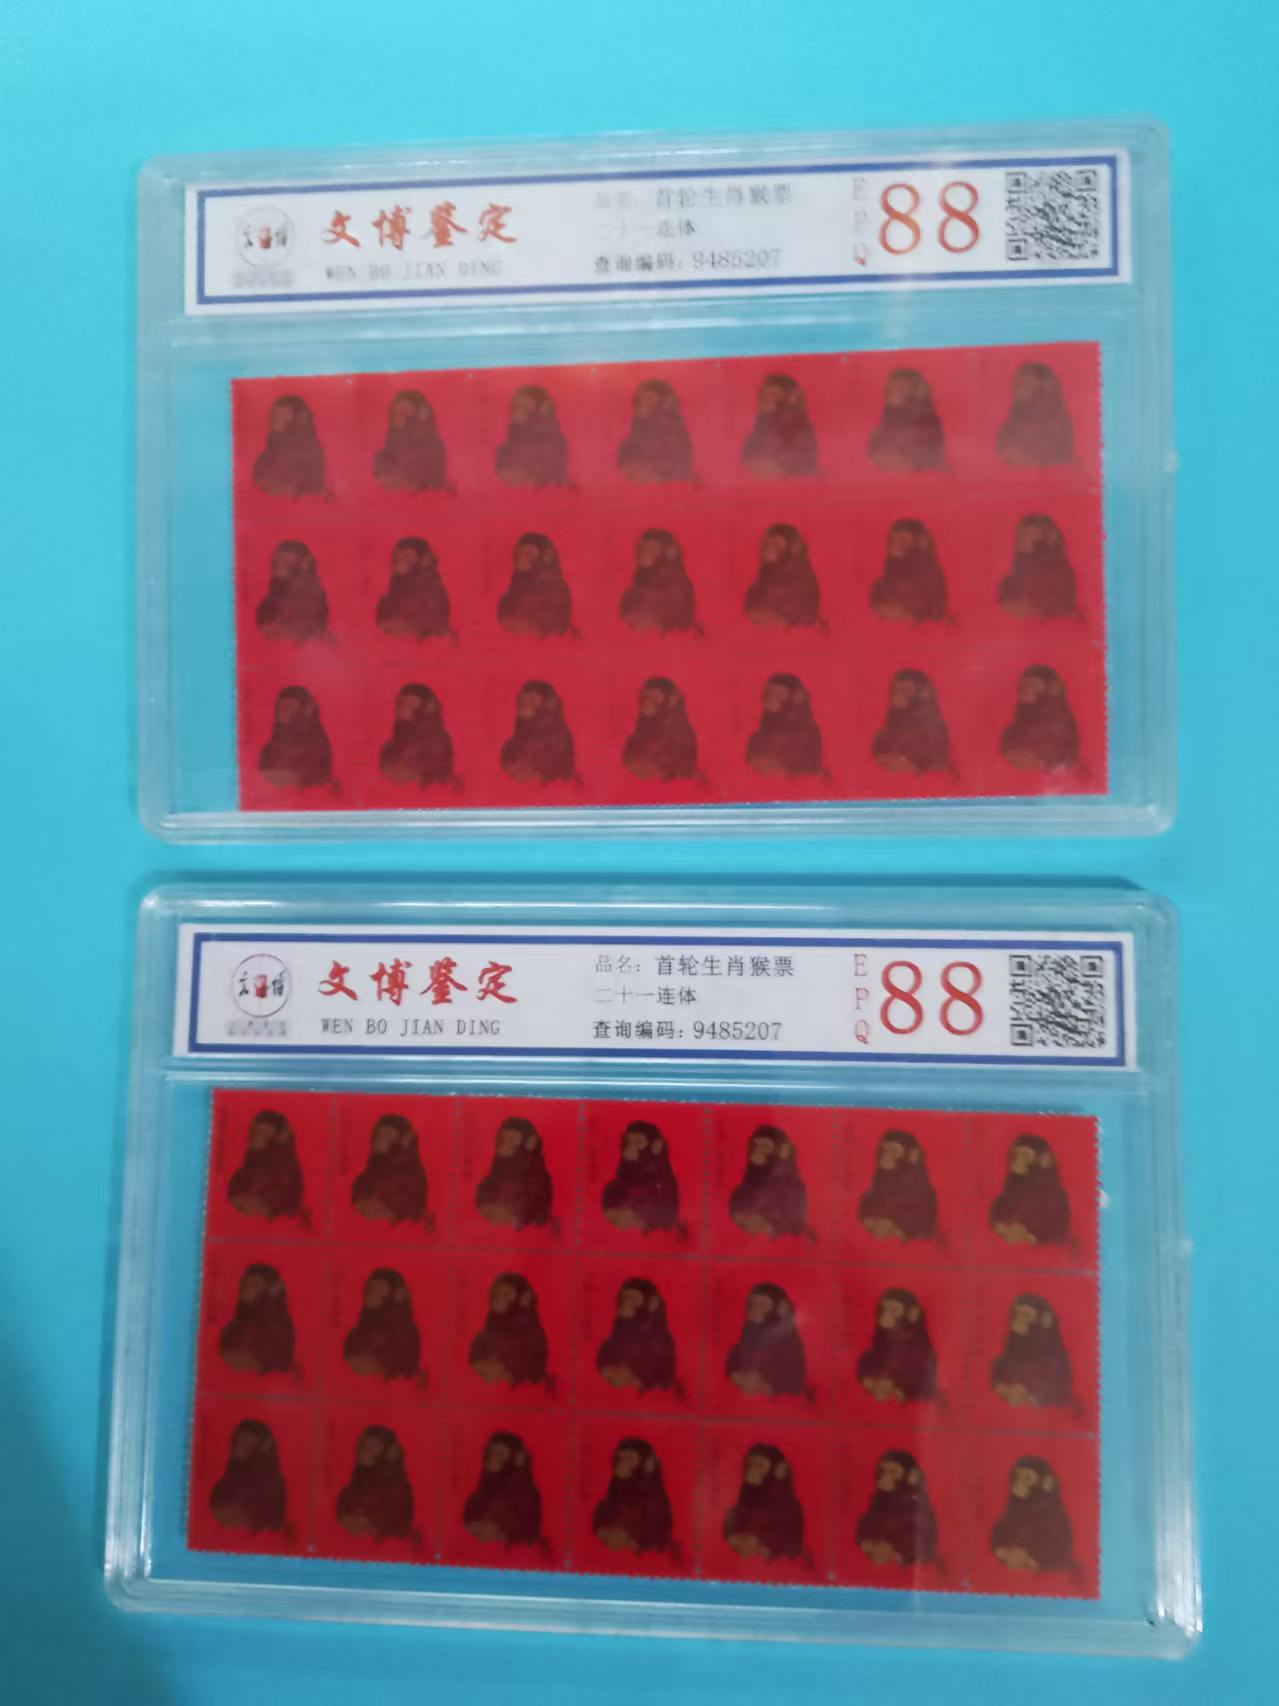 文博鉴定
WEN BO JIAN DING
品名：首轮生肖猴票
二十一连体
查询编码：9485207
EPQ
88
文博
文博鉴定
WEN BO JIAN DING
品名：首轮生肖猴票
二十一连体
查询编码：9485207
EPQ
88